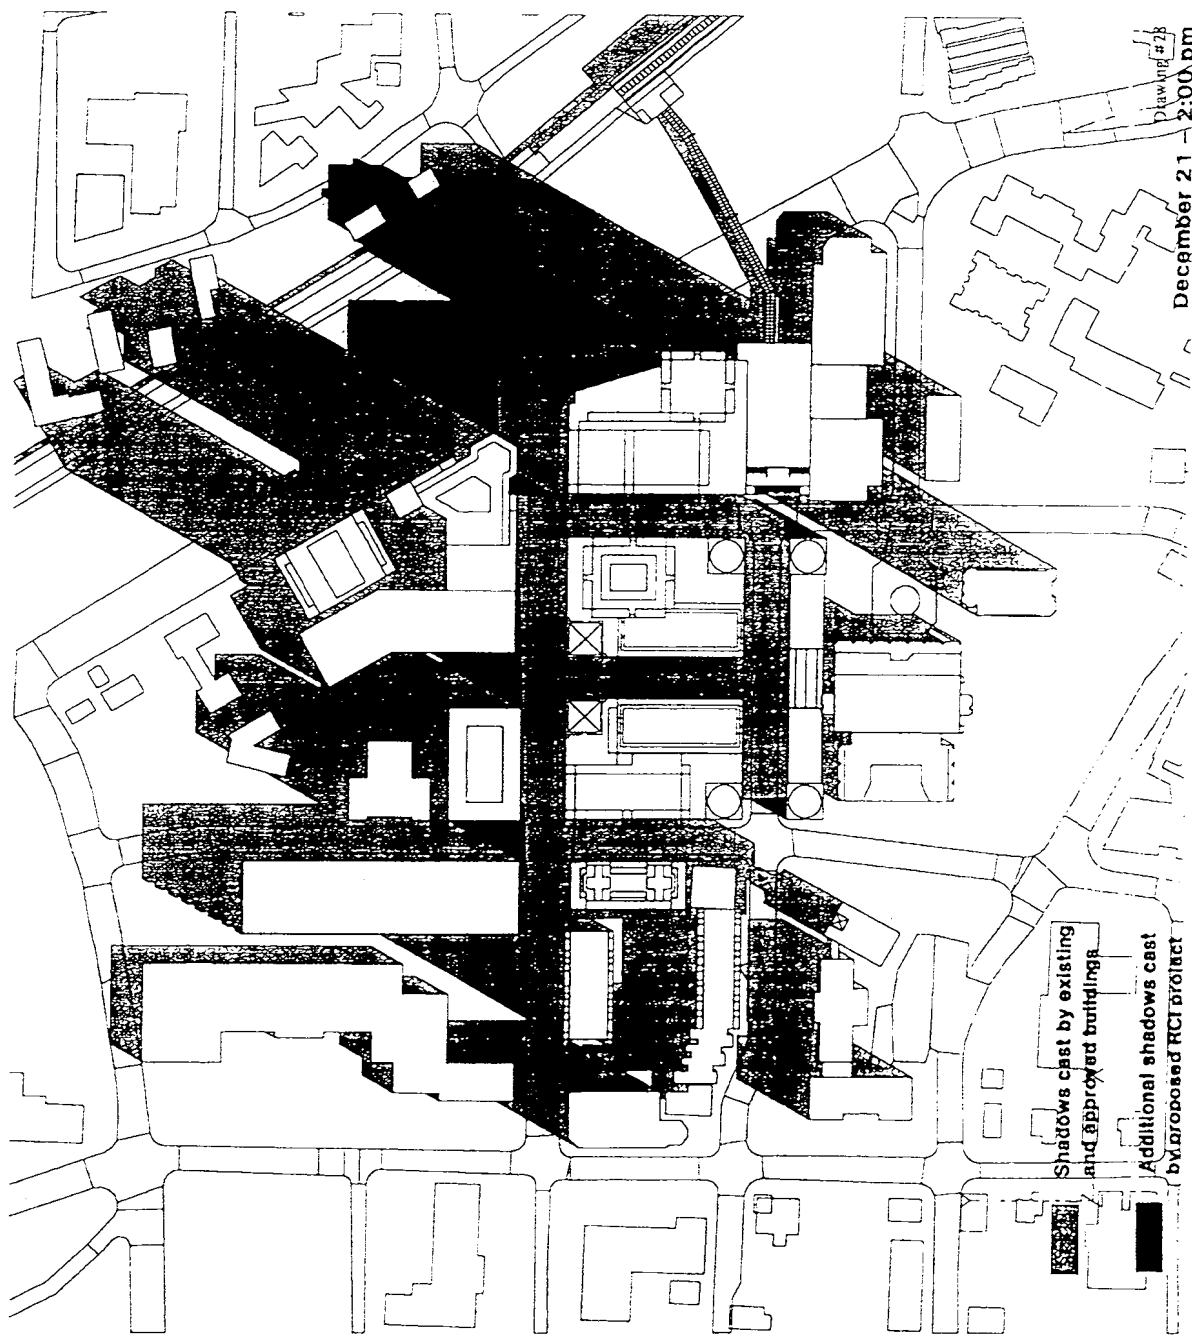 Drawing #28
December 21 – 2:00 pm
Shadows cast by existing
and approved buildings
Additional shadows cast
by proposed RCI project